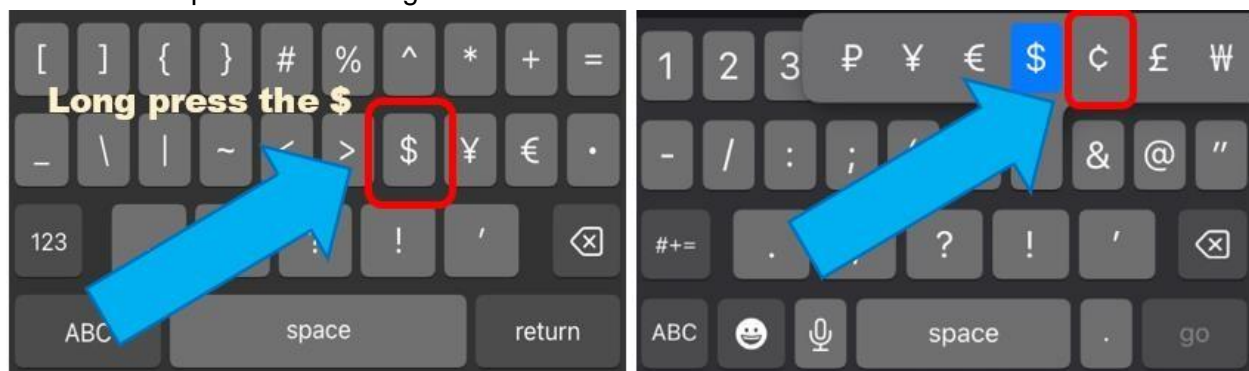 [ ] { } # % ^ * + =
Long press the $
_ \ | ~ < > $ ¥ € •
123 ! '
ABC space return
1 2 3 ₽ ¥ € $ ¢ £ ₩
- / : ; & @ "
#+= . , ? ! '
ABC space . go